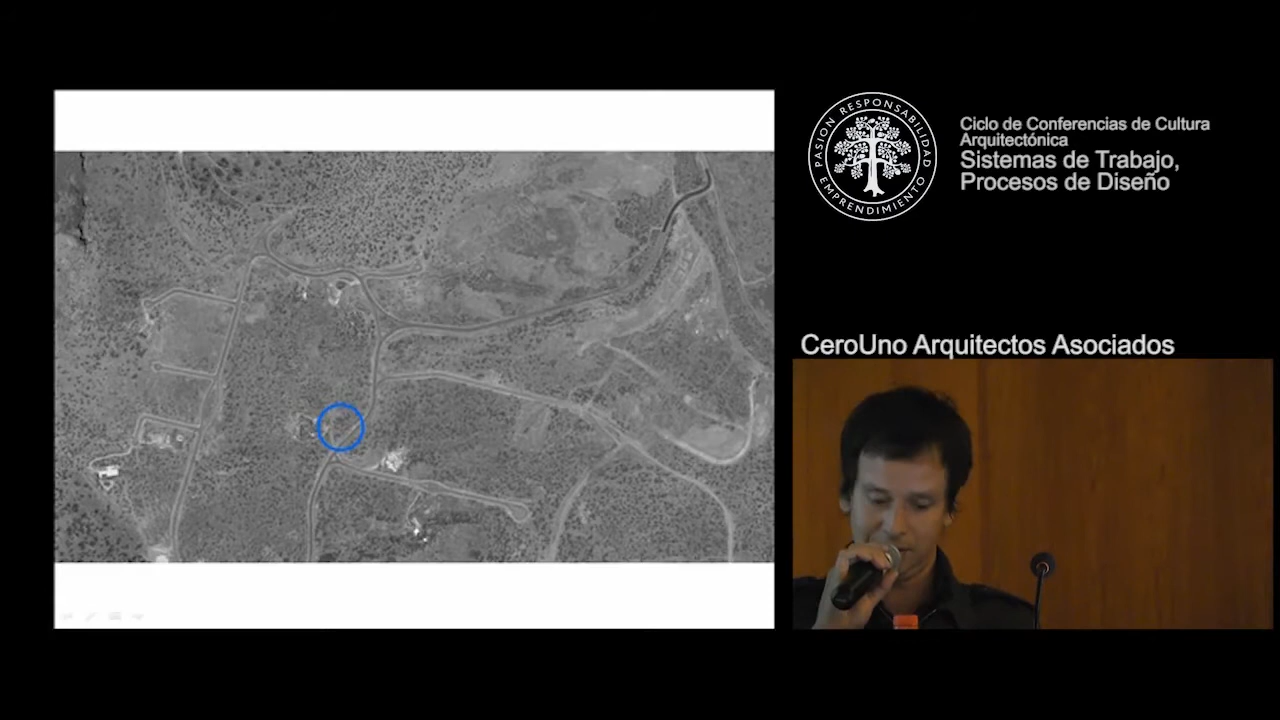 PASION RESPONSABILIDAD
EMPRENDIMIENTO
Ciclo de Conferencias de Cultura
Arquitectónica
Sistemas de Trabajo,
Procesos de Diseño
CeroUno Arquitectos Asociados